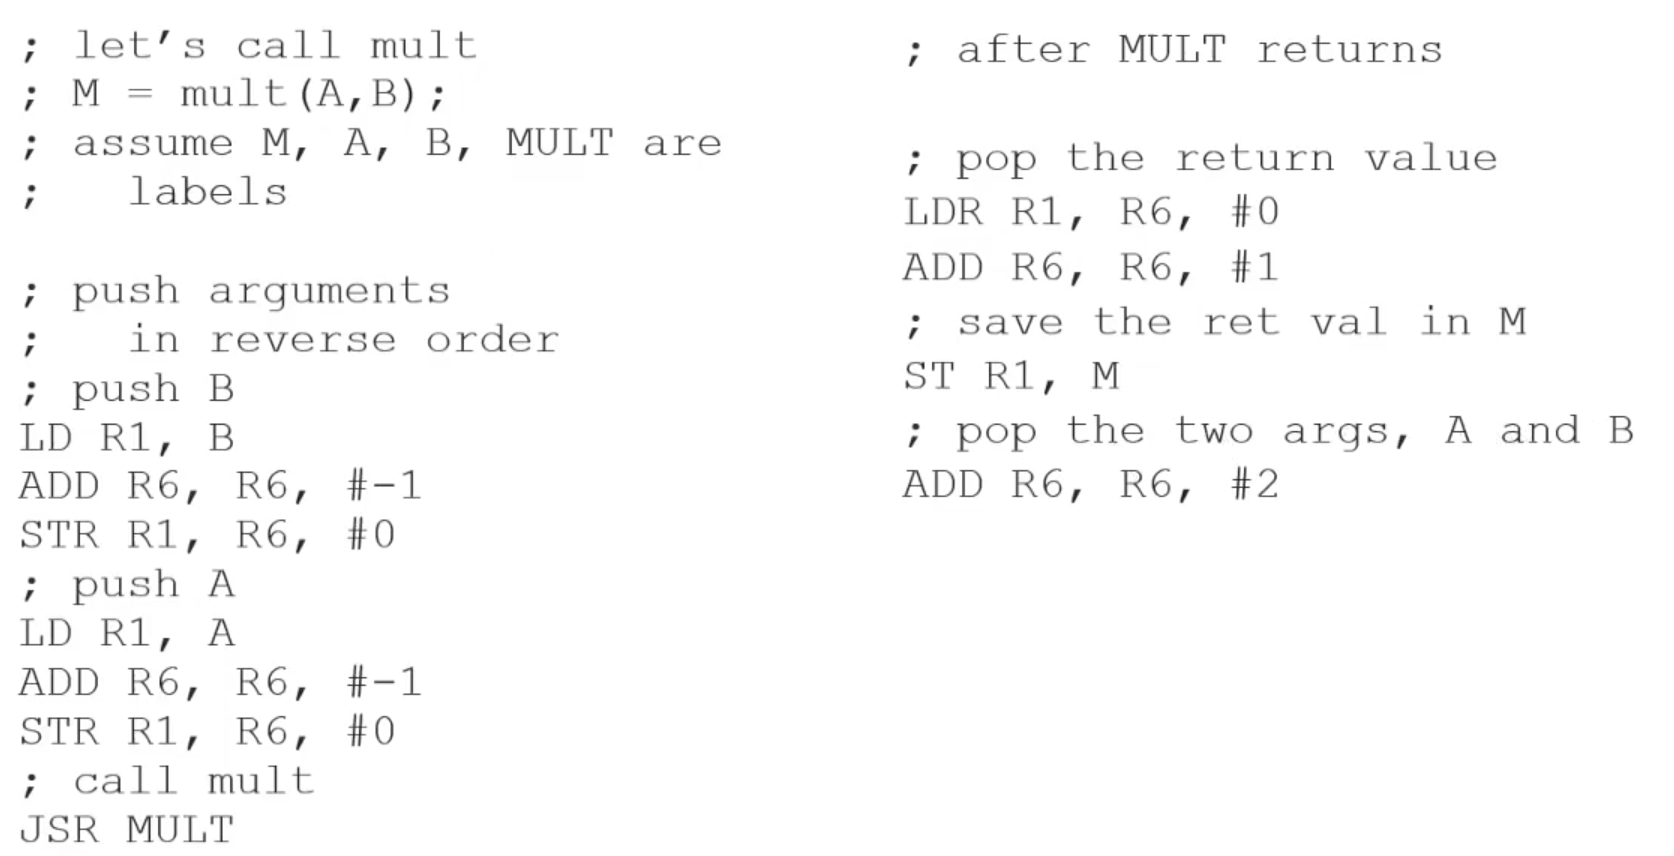 ; let’s call mult
; M = mult(A,B);
; assume M, A, B, MULT are
;   labels
; push arguments
;   in reverse order
; push B
LD R1, B
ADD R6, R6, #-1
STR R1, R6, #0
; push A
LD R1, A
ADD R6, R6, #-1
STR R1, R6, #0
; call mult
JSR MULT
; after MULT returns
; pop the return value
LDR R1, R6, #0
ADD R6, R6, #1
; save the ret val in M
ST R1, M
; pop the two args, A and B
ADD R6, R6, #2